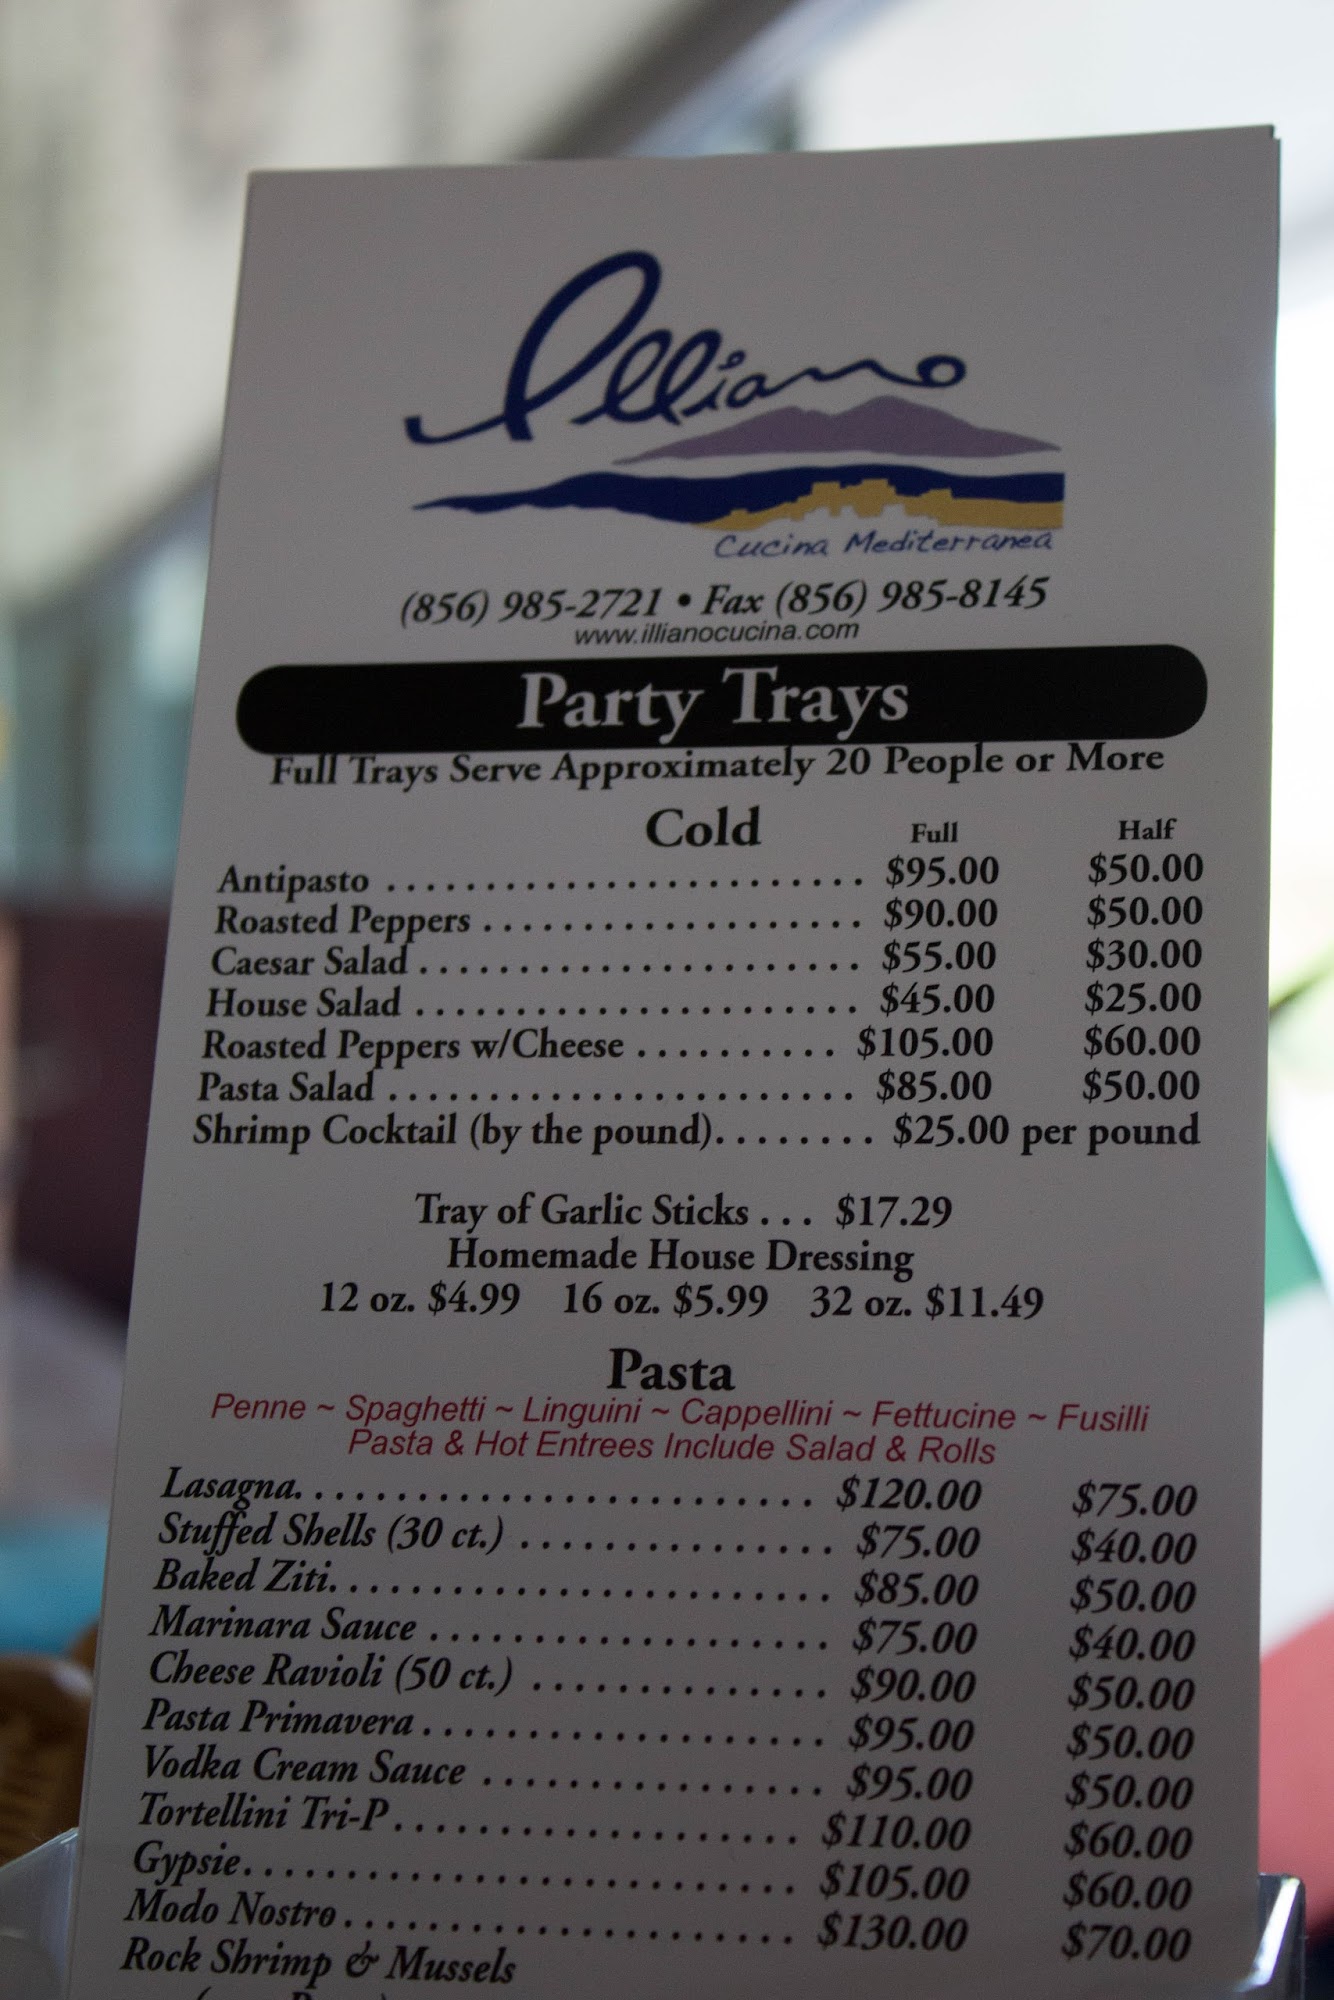 Illiano
Cucina Mediterranea
(856) 985-2721 • Fax (856) 985-8145
www.illianocucina.com
Party Trays
Full Trays Serve Approximately 20 People or More
Cold Full Half
Antipasto ........................ $95.00 $50.00
Roasted Peppers ................... $90.00 $50.00
Caesar Salad ...................... $55.00 $30.00
House Salad ...................... $45.00 $25.00
Roasted Peppers w/Cheese .......... $105.00 $60.00
Pasta Salad ........................ $85.00 $50.00
Shrimp Cocktail (by the pound)........ $25.00 per pound
Tray of Garlic Sticks ... $17.29
Homemade House Dressing
12 oz. $4.99 16 oz. $5.99 32 oz. $11.49
Pasta
Penne ~ Spaghetti ~ Linguini ~ Cappellini ~ Fettucine ~ Fusilli
Pasta & Hot Entrees Include Salad & Rolls
Lasagna........................... $120.00 $75.00
Stuffed Shells (30 ct.) ................ $75.00 $40.00
Baked Ziti.......................... $85.00 $50.00
Marinara Sauce .................... $75.00 $40.00
Cheese Ravioli (50 ct.) ............... $90.00 $50.00
Pasta Primavera .................... $95.00 $50.00
Vodka Cream Sauce ................. $95.00 $50.00
Tortellini Tri-P .................... $110.00 $60.00
Gypsie............................ $105.00 $60.00
Modo Nostro ....................... $130.00 $70.00
Rock Shrimp & Mussels